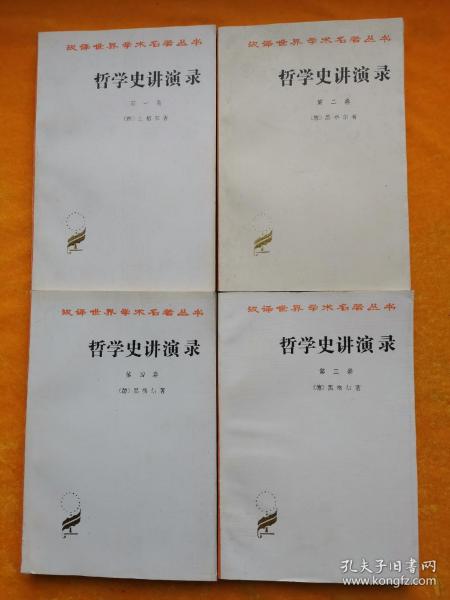 汉译世界学术名著丛书
哲学史讲演录
第一卷
〔德〕黑格尔著
汉译世界学术名著丛书
哲学史讲演录
第二卷
〔德〕黑格尔著
汉译世界学术名著丛书
哲学史讲演录
第四卷
〔德〕黑格尔著
汉译世界学术名著丛书
哲学史讲演录
第三卷
〔德〕黑格尔著
孔夫子旧书网
www.kongfz.com